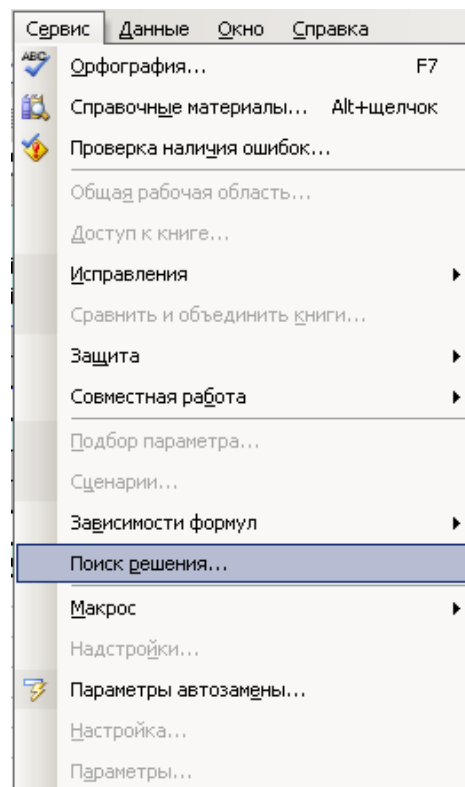 Сервис Данные Окно Справка
ABC
Орфография... F7
Справочные материалы... Alt+щелчок
Проверка наличия ошибок...
Общая рабочая область...
Доступ к книге...
Исправления
Сравнить и объединить книги...
Защита
Совместная работа
Подбор параметра...
Сценарии...
Зависимости формул
Поиск решения...
Макрос
Надстройки...
Параметры автозамены...
Настройка...
Параметры...